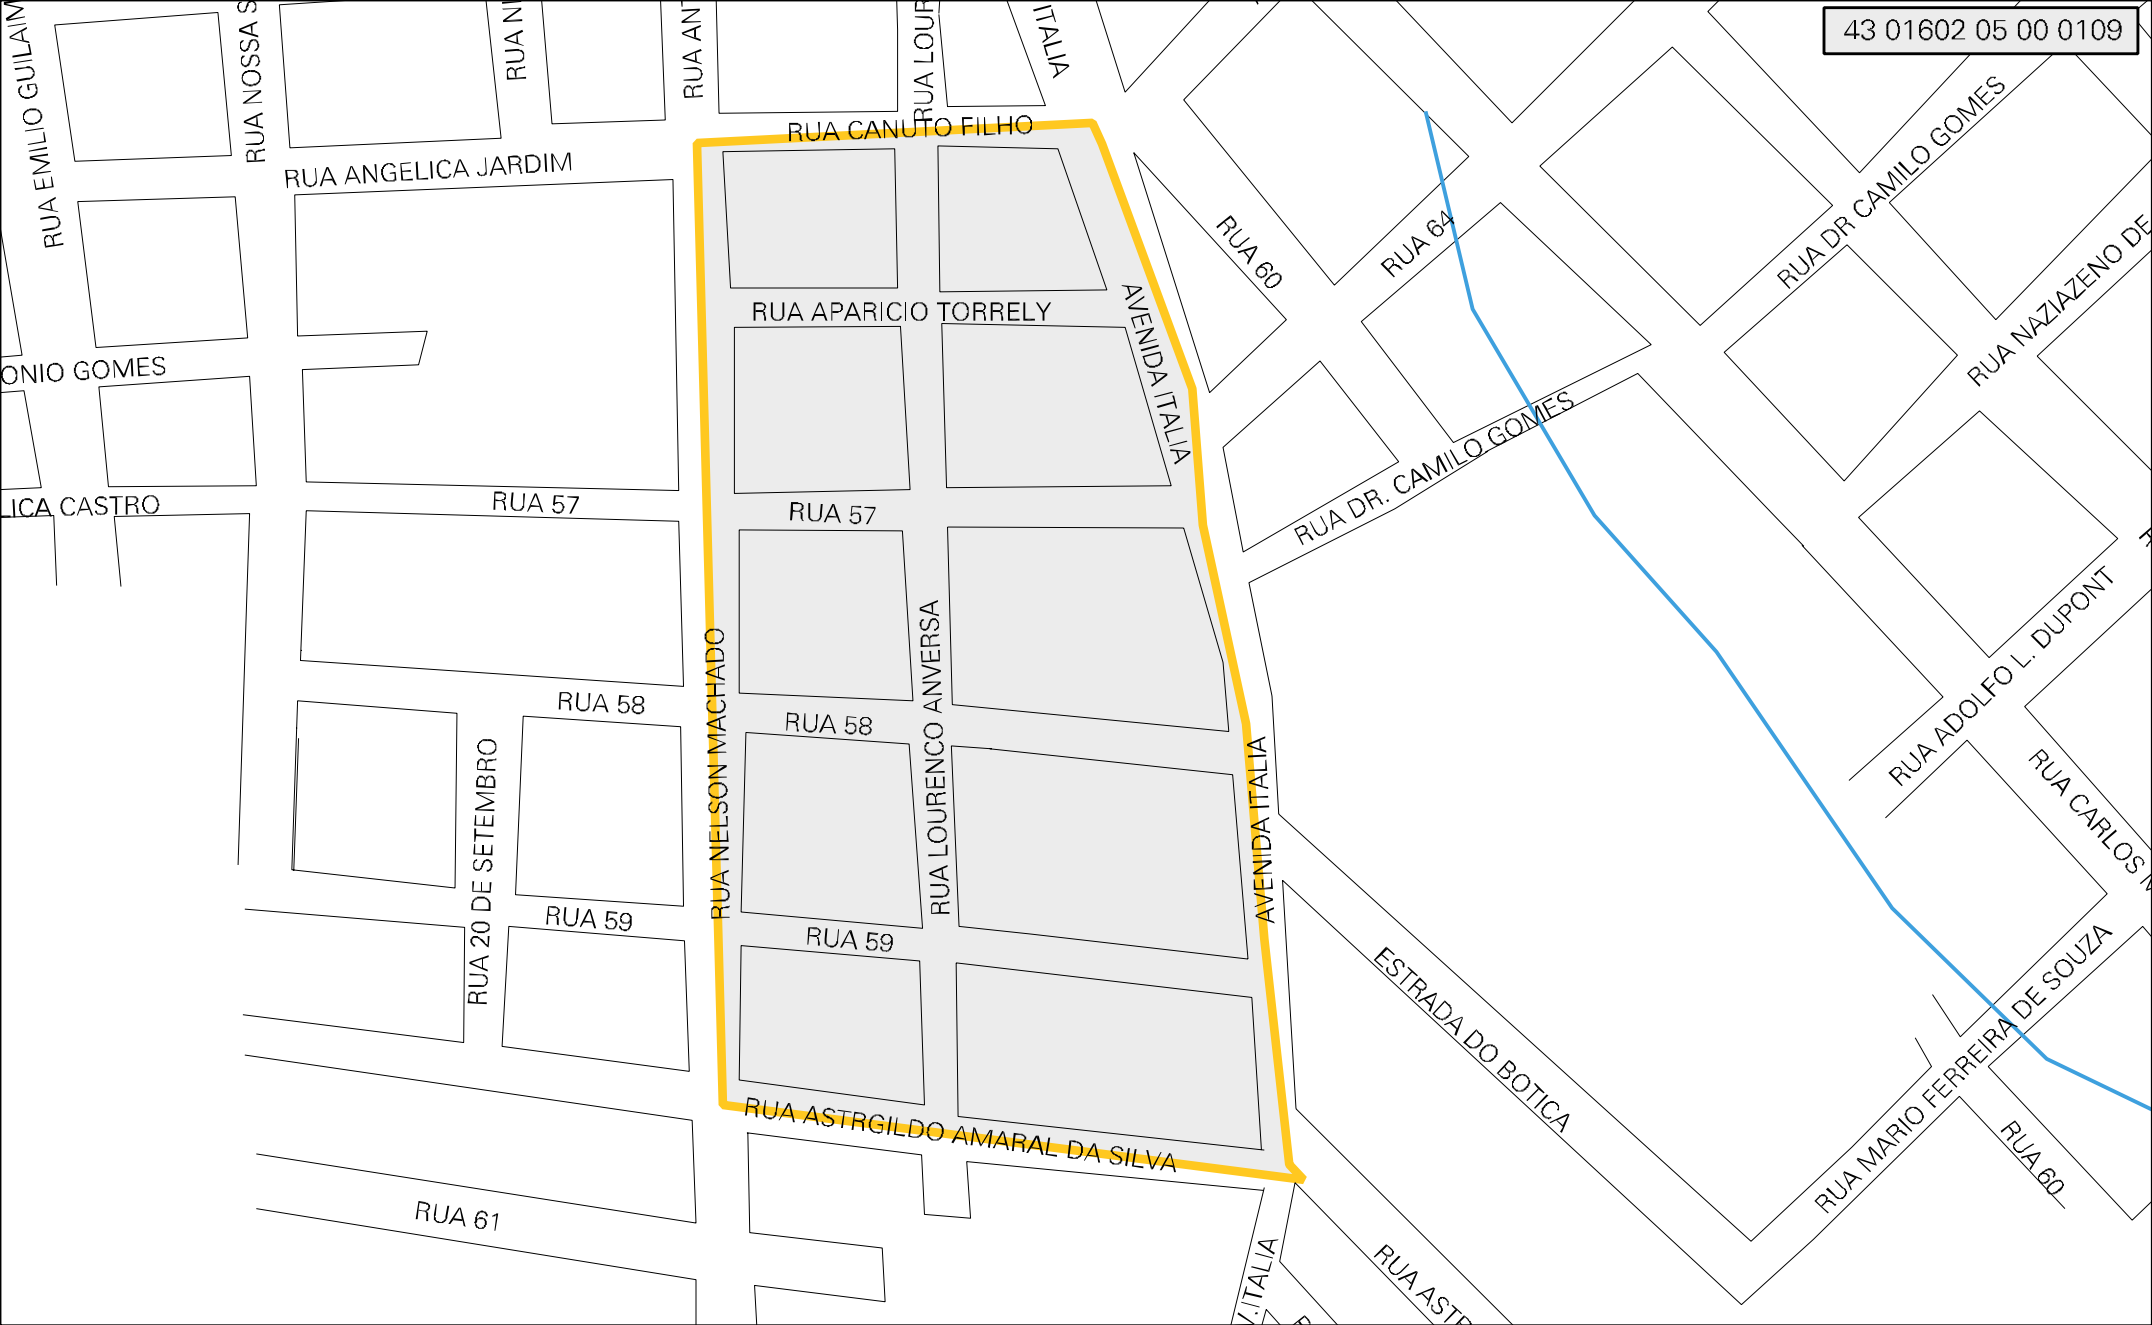 43 01602 05 00 0109
RUA EMILIO GUILAIM
RUA NOSSA S
RUA AN
RUA LOUR
ITALIA
RUA CANUTO FILHO
RUA ANGELICA JARDIM
RUA 60
RUA 64
RUA DR CAMILO GOMES
RUA NAZIAZENO DE
RUA APARICIO TORRELY
AVENIDA ITALIA
ONIO GOMES
RUA DR. CAMILO GOMES
LICA CASTRO
RUA 57
RUA 57
RUA ADOLFO L. DUPONT
RUA NELSON MACHADO
RUA LOURENCO ANVERSA
RUA 58
RUA 58
AVENIDA ITALIA
RUA 20 DE SETEMBRO
RUA CARLOS M
RUA 59
RUA 59
ESTRADA DO BOTICA
RUA MARIO FERREIRA DE SOUZA
RUA ASTRGILDO AMARAL DA SILVA
RUA 60
RUA 61
V.ITALIA
RUA ASTR